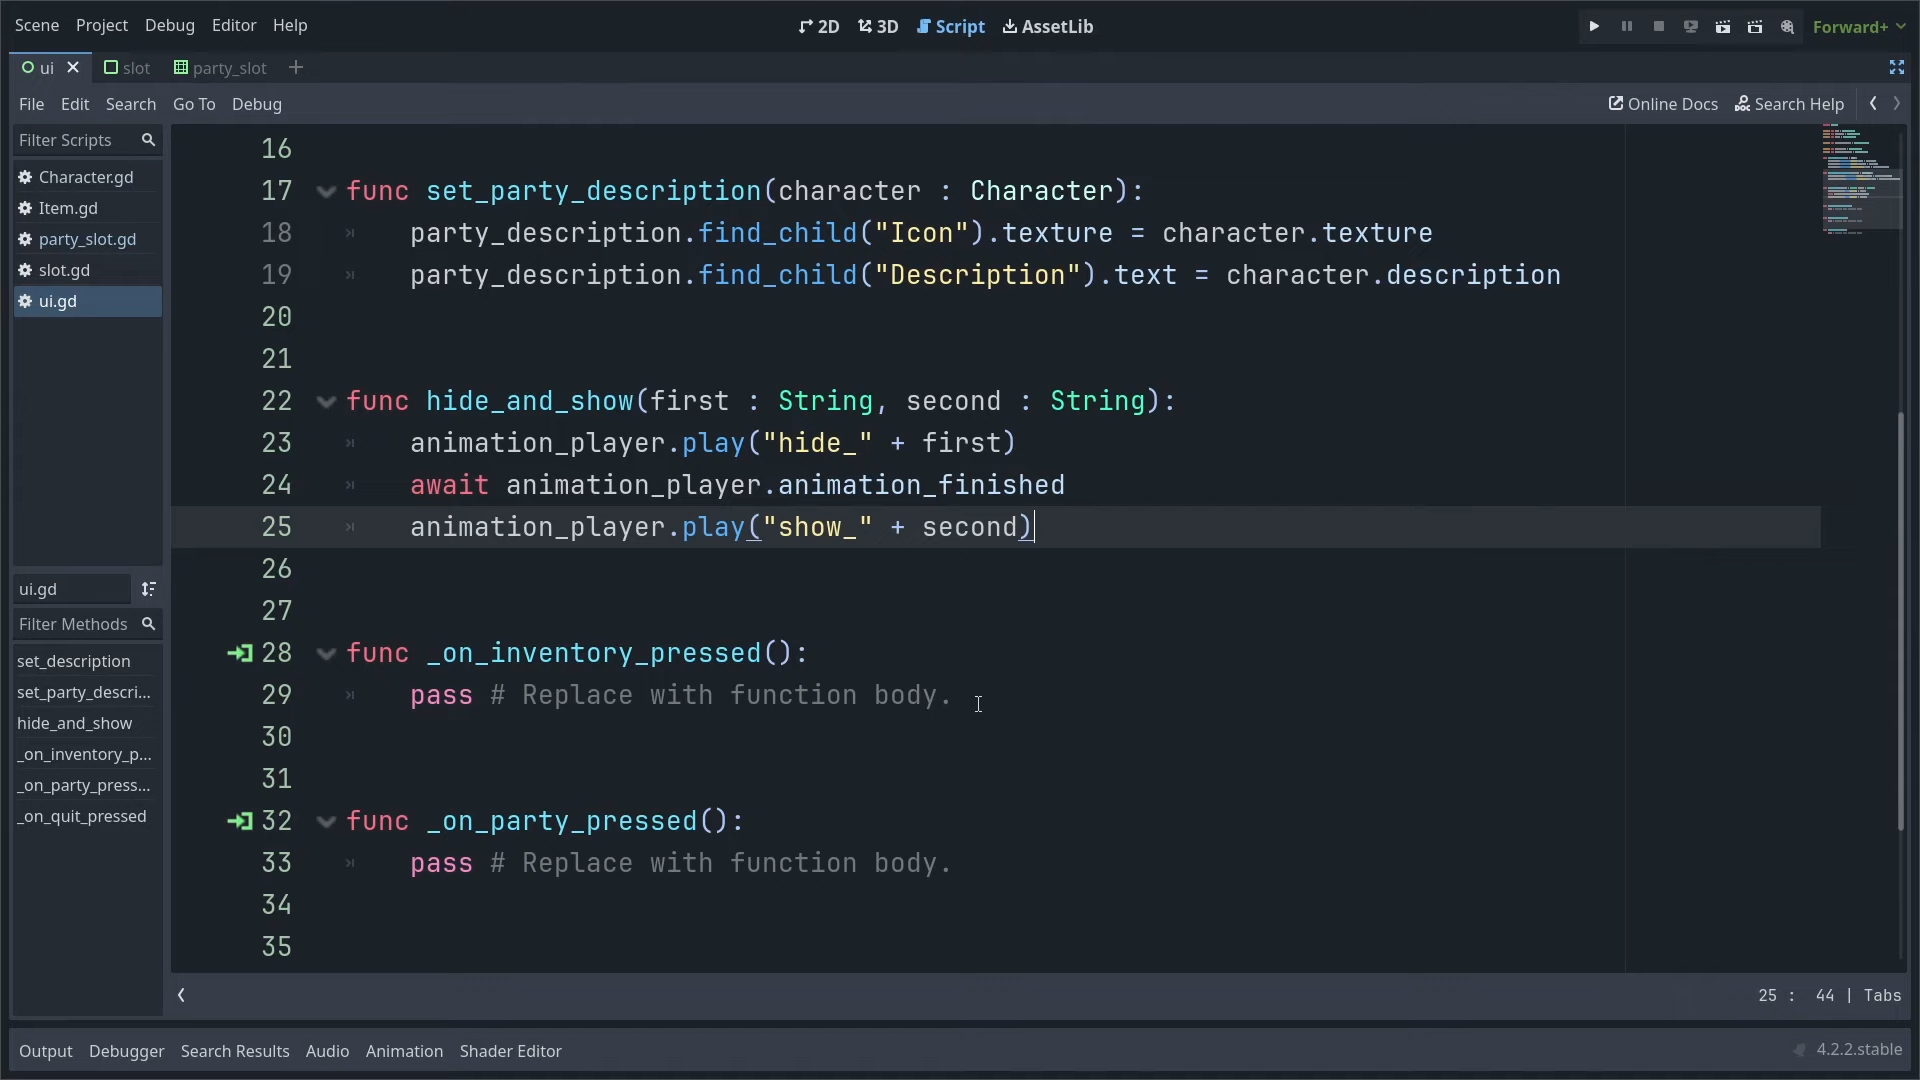 Scene Project Debug Editor Help 2D 3D Script AssetLib Forward+
ui slot party_slot
File Edit Search Go To Debug Online Docs Search Help
Filter Scripts
Character.gd
Item.gd
party_slot.gd
slot.gd
ui.gd
ui.gd
Filter Methods
set_description
set_party_descri...
hide_and_show
_on_inventory_p...
_on_party_press...
_on_quit_pressed
16
17 func set_party_description(character : Character):
18 party_description.find_child("Icon").texture = character.texture
19 party_description.find_child("Description").text = character.description
20
21
22 func hide_and_show(first : String, second : String):
23 animation_player.play("hide_" + first)
24 await animation_player.animation_finished
25 animation_player.play("show_" + second)
26
27
28 func _on_inventory_pressed():
29 pass # Replace with function body.
30
31
32 func _on_party_pressed():
33 pass # Replace with function body.
34
35
25 : 44 | Tabs
Output Debugger Search Results Audio Animation Shader Editor 4.2.2.stable